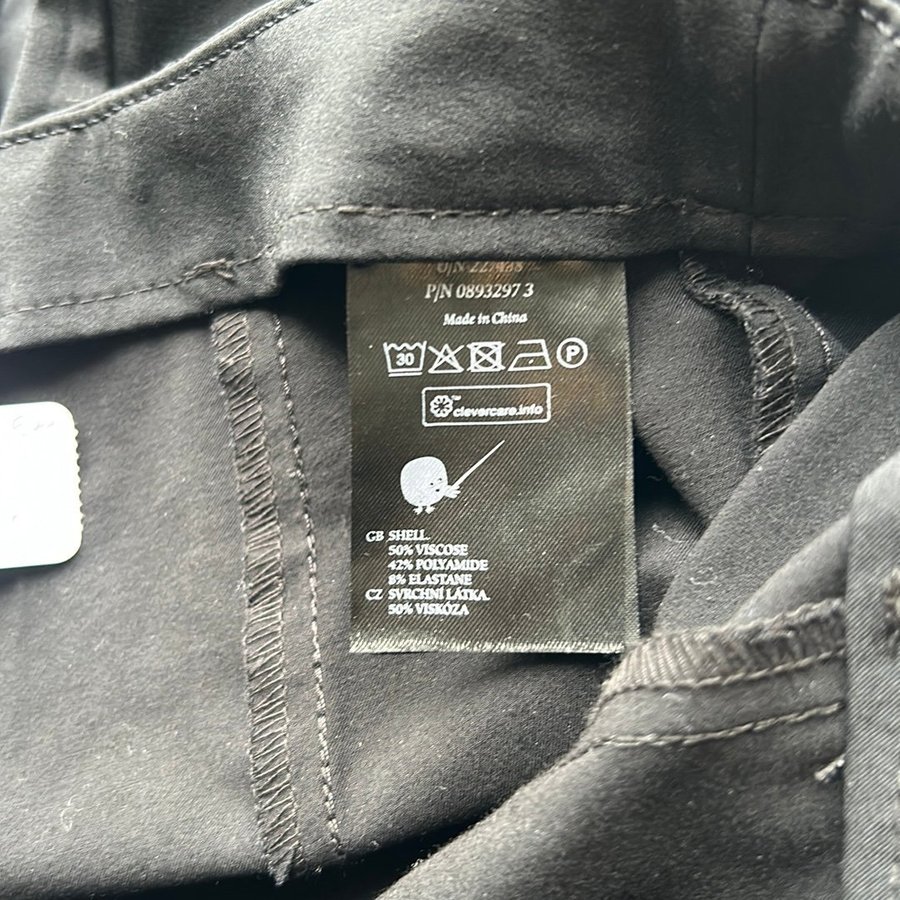 U/N 227438
P/N 0893297 3
Made in China
30 P
clevercare.info
GB SHELL.
50% VISCOSE
42% POLYAMIDE
8% ELASTANE
CZ SVRCHNÍ LÁTKA.
50% VISKÓZA